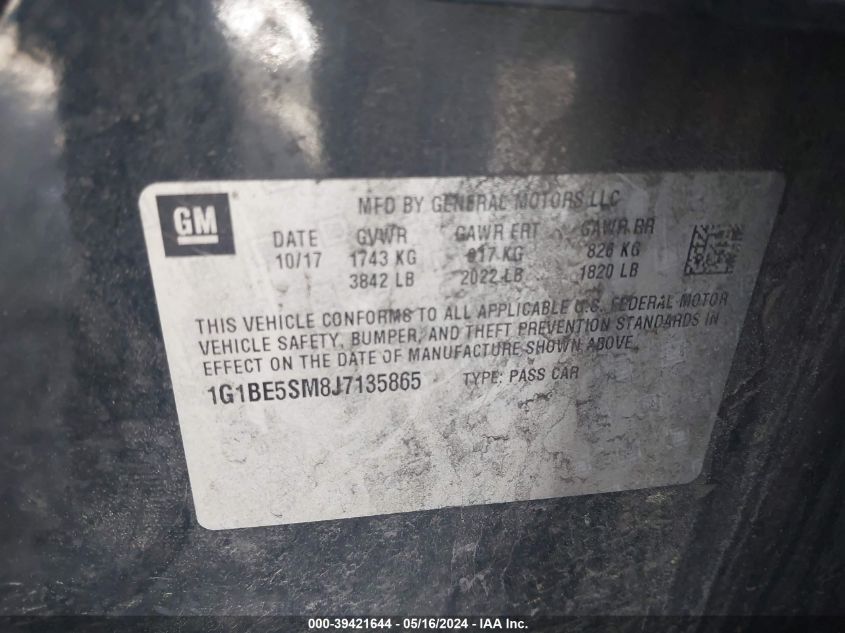 GM
MFD BY GENERAL MOTORS LLC
DATE GVWR GAWR FRT GAWR RR
10/17 1743 KG 917 KG 826 KG
3842 LB 2022 LB 1820 LB
THIS VEHICLE CONFORMS TO ALL APPLICABLE U.S. FEDERAL MOTOR
VEHICLE SAFETY, BUMPER, AND THEFT PREVENTION STANDARDS IN
EFFECT ON THE DATE OF MANUFACTURE SHOWN ABOVE.
1G1BE5SM8J7135865 TYPE: PASS CAR
000-39421644 - 05/16/2024 - IAA Inc.